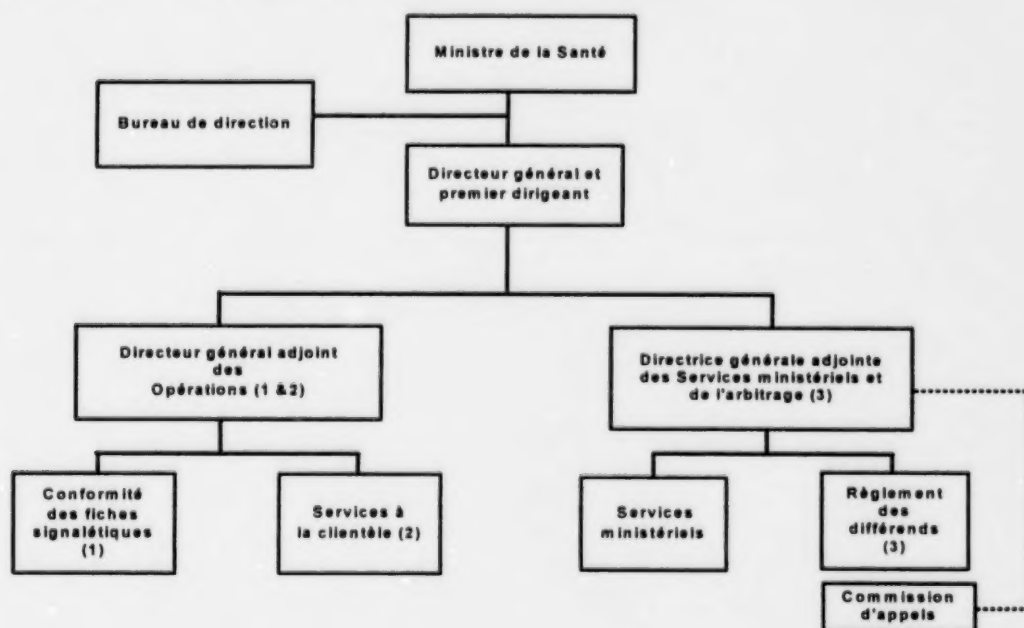 Ministre de la Santé
Bureau de direction
Directeur général et
premier dirigeant
Directeur général adjoint
des
Opérations (1 &2)
Directrice générale adjointe
des Services ministériels et
de l'arbitrage (3)
Conformité
des fiches
signalétiques
(1)
Services à
la clientèle (2)
Services
ministériels
Règlement
des
différends
(3)
Commission
d'appels